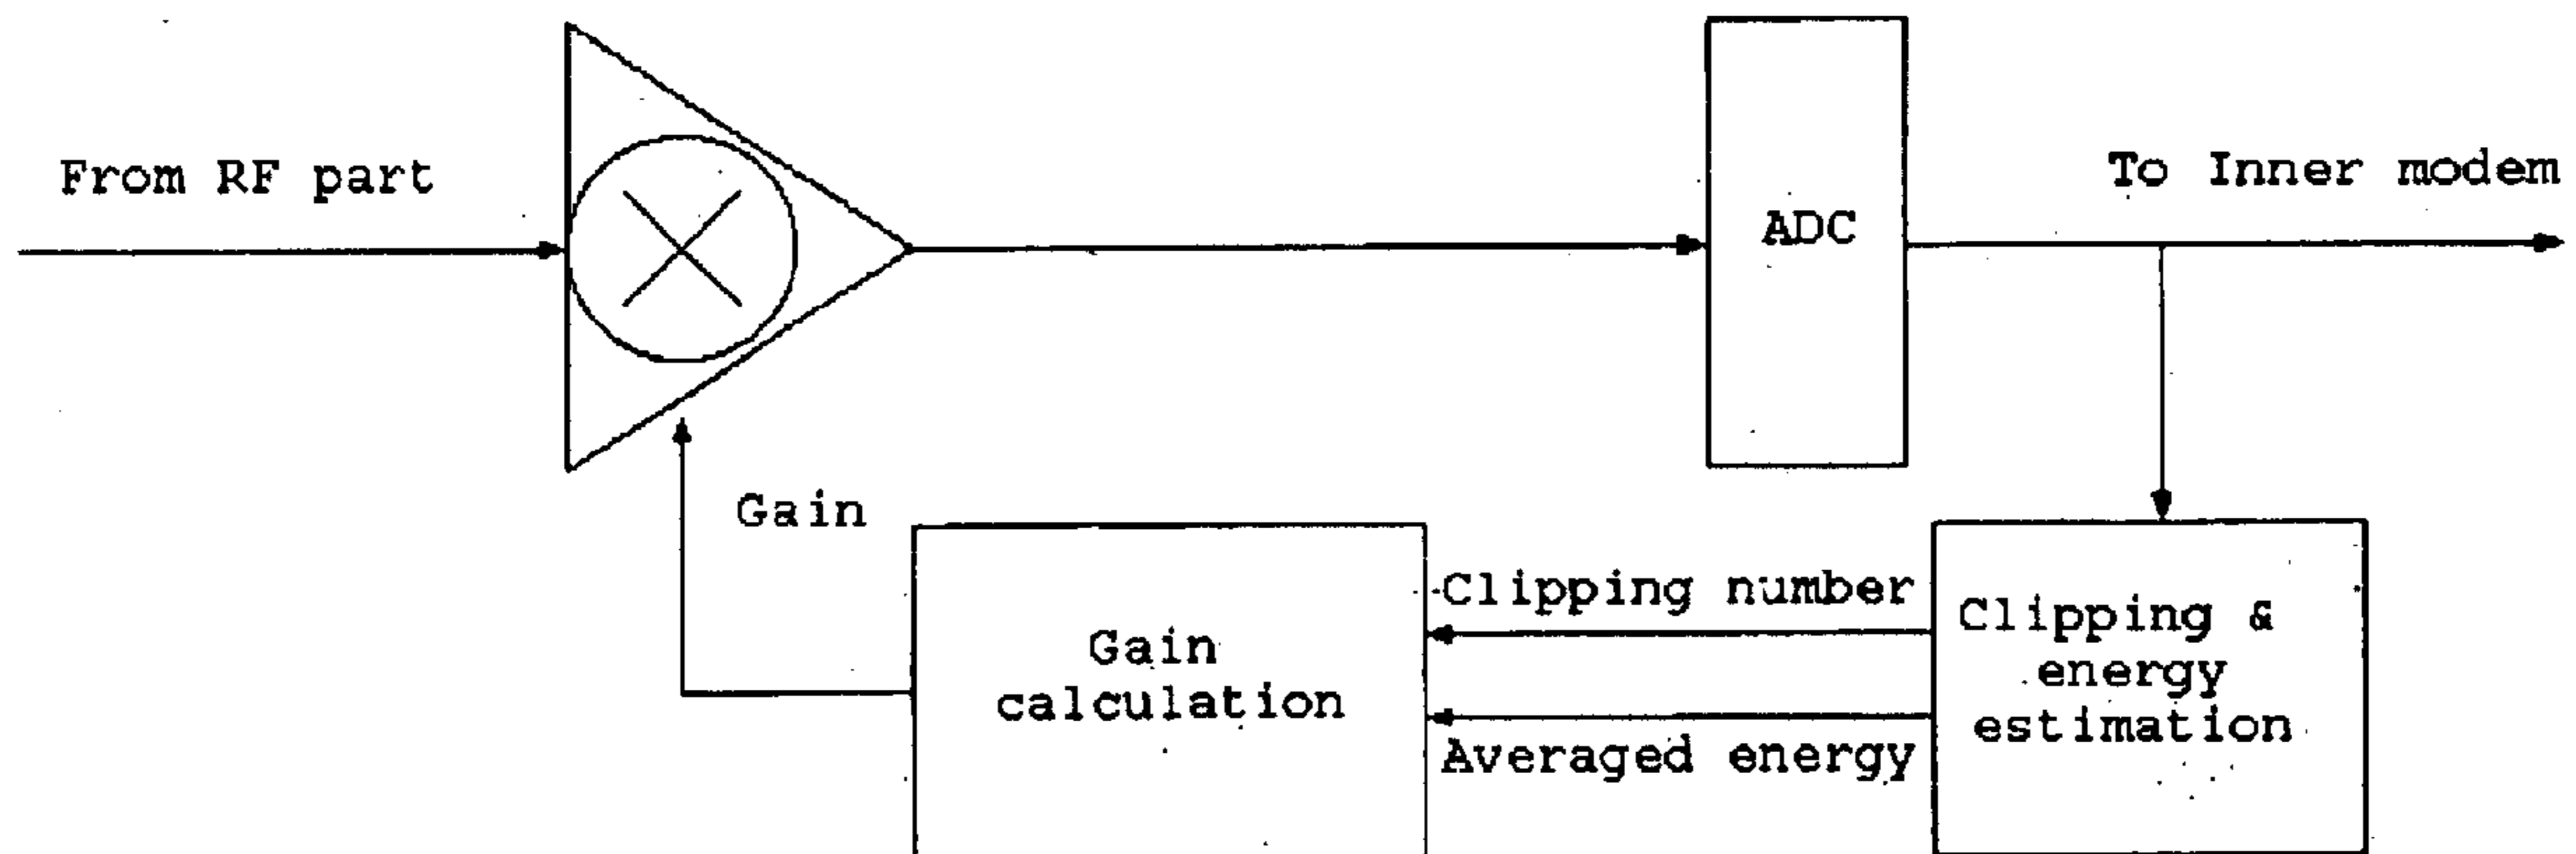 From RF part
ADC
To Inner modem
Gain
Gain
calculation
Clipping number
Averaged energy
Clipping &
energy
estimation